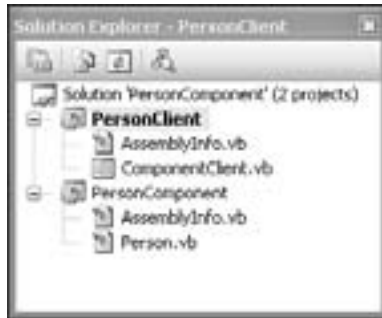 Solution Explorer - PersonClient
Solution 'PersonComponent' (2 projects)
PersonClient
AssemblyInfo.vb
ComponentClient.vb
PersonComponent
AssemblyInfo.vb
Person.vb